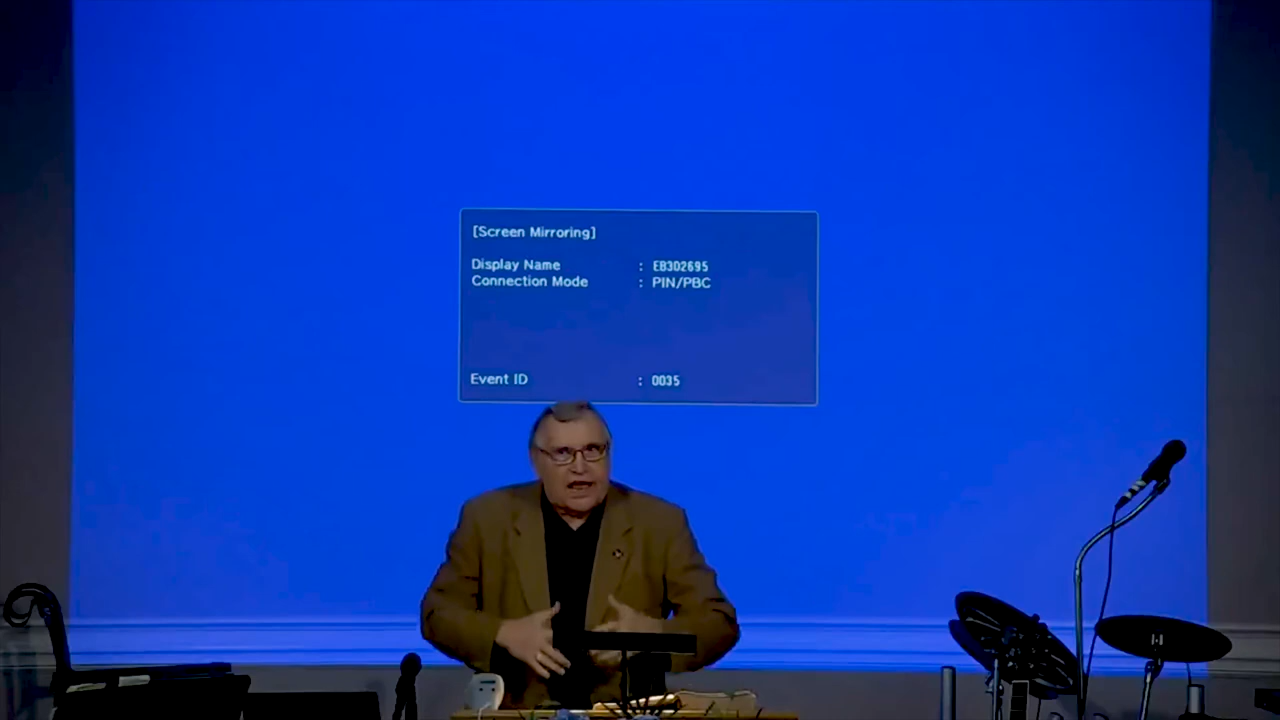 [Screen Mirroring]
Display Name : EB302695
Connection Mode : PIN/PBC
Event ID : 0035